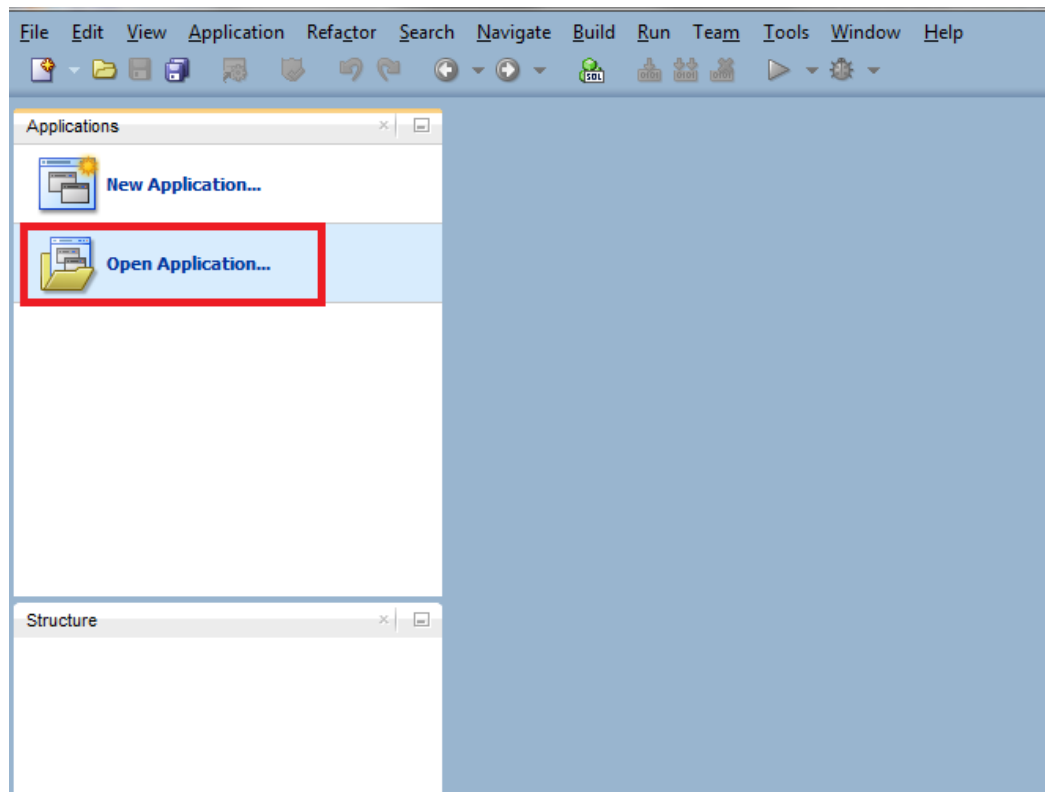 File Edit View Application Refactor Search Navigate Build Run Team Tools Window Help
SQL
Applications
New Application...
Open Application...
Structure